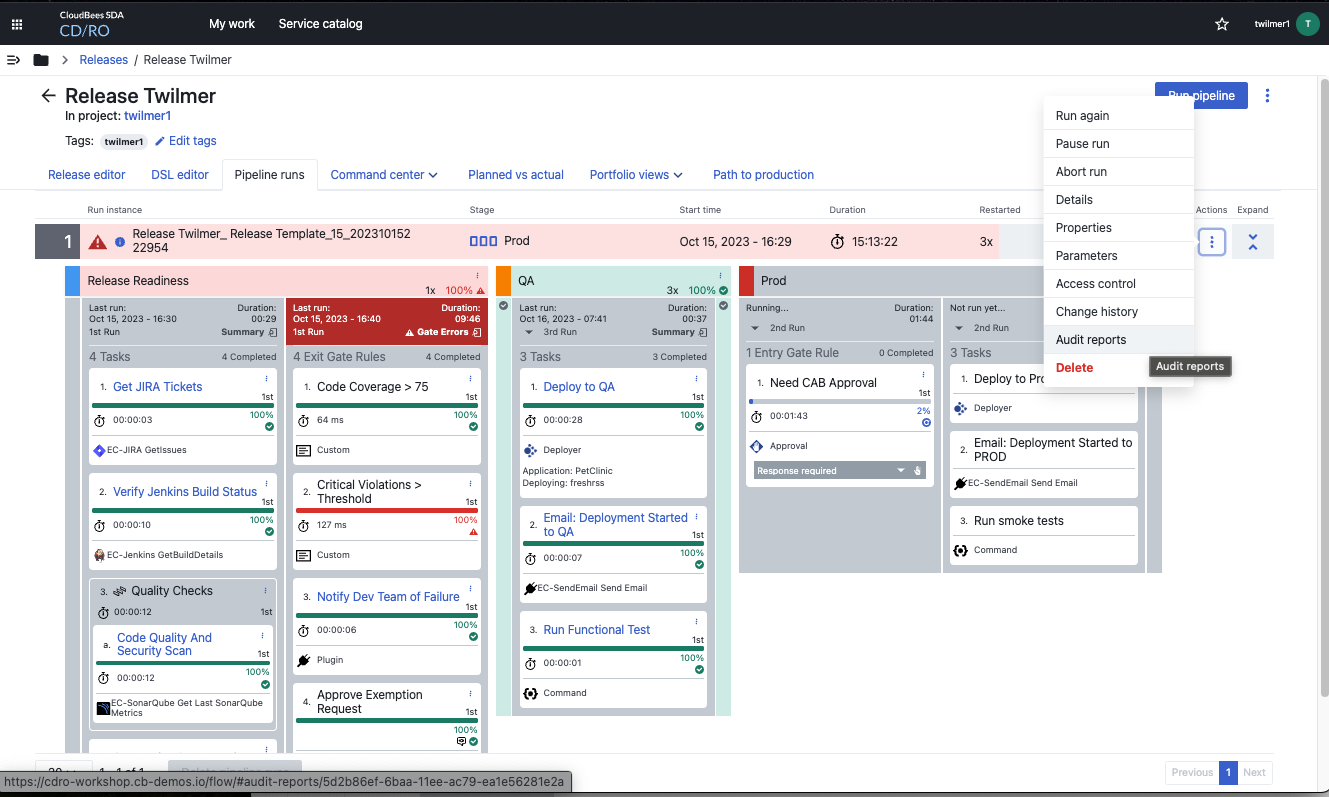 CloudBees SDA
CD/RO
My work
Service catalog
twilmer1
T
Releases / Release Twilmer
Release Twilmer
Run pipeline
In project: twilmer1
Tags: twilmer1 Edit tags
Release editor
DSL editor
Pipeline runs
Command center
Planned vs actual
Portfolio views
Path to production
Run instance
Stage
Start time
Duration
Restarted
Actions
Expand
1
Release Twilmer_ Release Template_15_202310152
22954
Prod
Oct 15, 2023 - 16:29
15:13:22
3x
Run again
Pause run
Abort run
Details
Properties
Parameters
Access control
Change history
Audit reports
Delete
Audit reports
Release Readiness
1x 100%
Last run:
Duration:
Oct 15, 2023 - 16:30
00:29
1st Run
Summary
4 Tasks
4 Completed
1. Get JIRA Tickets
1st
100%
00:00:03
EC-JIRA GetIssues
2. Verify Jenkins Build Status
1st
100%
00:00:10
EC-Jenkins GetBuildDetails
3. Quality Checks
00:00:12
1st
a. Code Quality And
Security Scan
1st
100%
00:00:12
EC-SonarQube Get Last SonarQube
Metrics
Last run:
Duration:
Oct 15, 2023 - 16:40
09:46
1st Run
Gate Errors
4 Exit Gate Rules
4 Completed
1. Code Coverage > 75
1st
100%
64 ms
Custom
2. Critical Violations >
Threshold
1st
100%
127 ms
Custom
3. Notify Dev Team of Failure
1st
100%
00:00:06
Plugin
4. Approve Exemption
Request
1st
100%
QA
3x 100%
Last run:
Duration:
Oct 16, 2023 - 07:41
00:37
3rd Run
Summary
3 Tasks
3 Completed
1. Deploy to QA
1st
100%
00:00:28
Deployer
Application: PetClinic
Deploying: freshrss
2. Email: Deployment Started
to QA
1st
100%
00:00:07
EC-SendEmail Send Email
3. Run Functional Test
1st
100%
00:00:01
Command
Prod
Running...
Duration:
01:44
2nd Run
1 Entry Gate Rule
0 Completed
1. Need CAB Approval
1st
2%
00:01:43
Approval
Response required
Not run yet...
2nd Run
3 Tasks
1. Deploy to Pro
Deployer
2. Email: Deployment Started to
PROD
EC-SendEmail Send Email
3. Run smoke tests
Command
Previous
1
Next
https://cdro-workshop.cb-demos.io/flow/#audit-reports/5d2b86ef-6baa-11ee-ac79-ea1e56281e2a